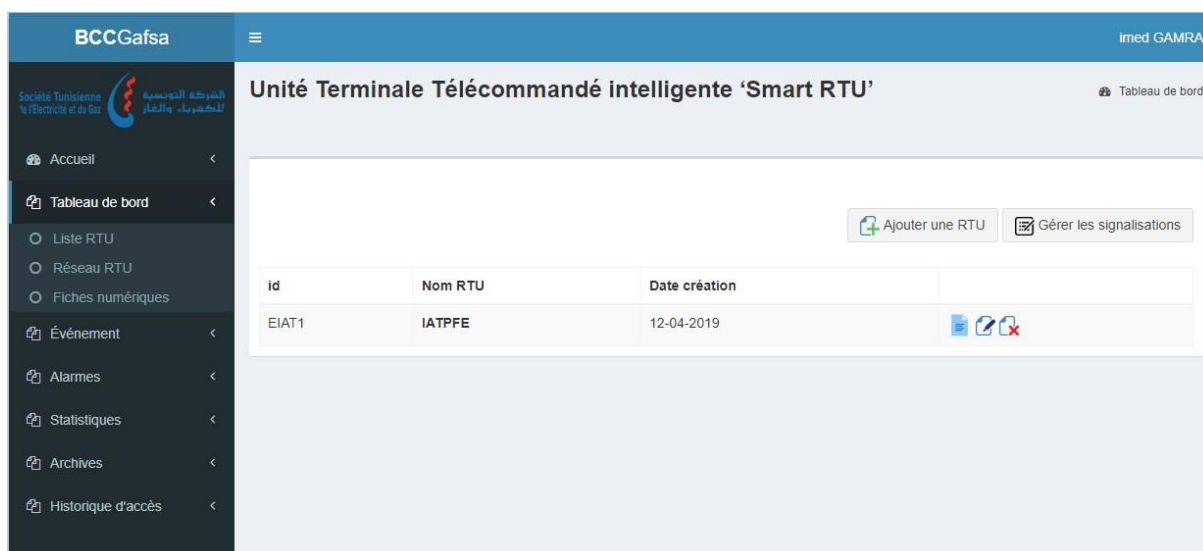 BCCGafsa
imed GAMRA
Société Tunisienne
de l'Electricité et du Gaz
الشركة التونسية
للكهرباء والغاز
Unité Terminale Télécommandé intelligente ‘Smart RTU’
Tableau de bord
Accueil
Tableau de bord
Liste RTU
Réseau RTU
Fiches numériques
Événement
Alarmes
Statistiques
Archives
Historique d'accès
Ajouter une RTU
Gérer les signalisations
id Nom RTU Date création
EIAT1 IATPFE 12-04-2019